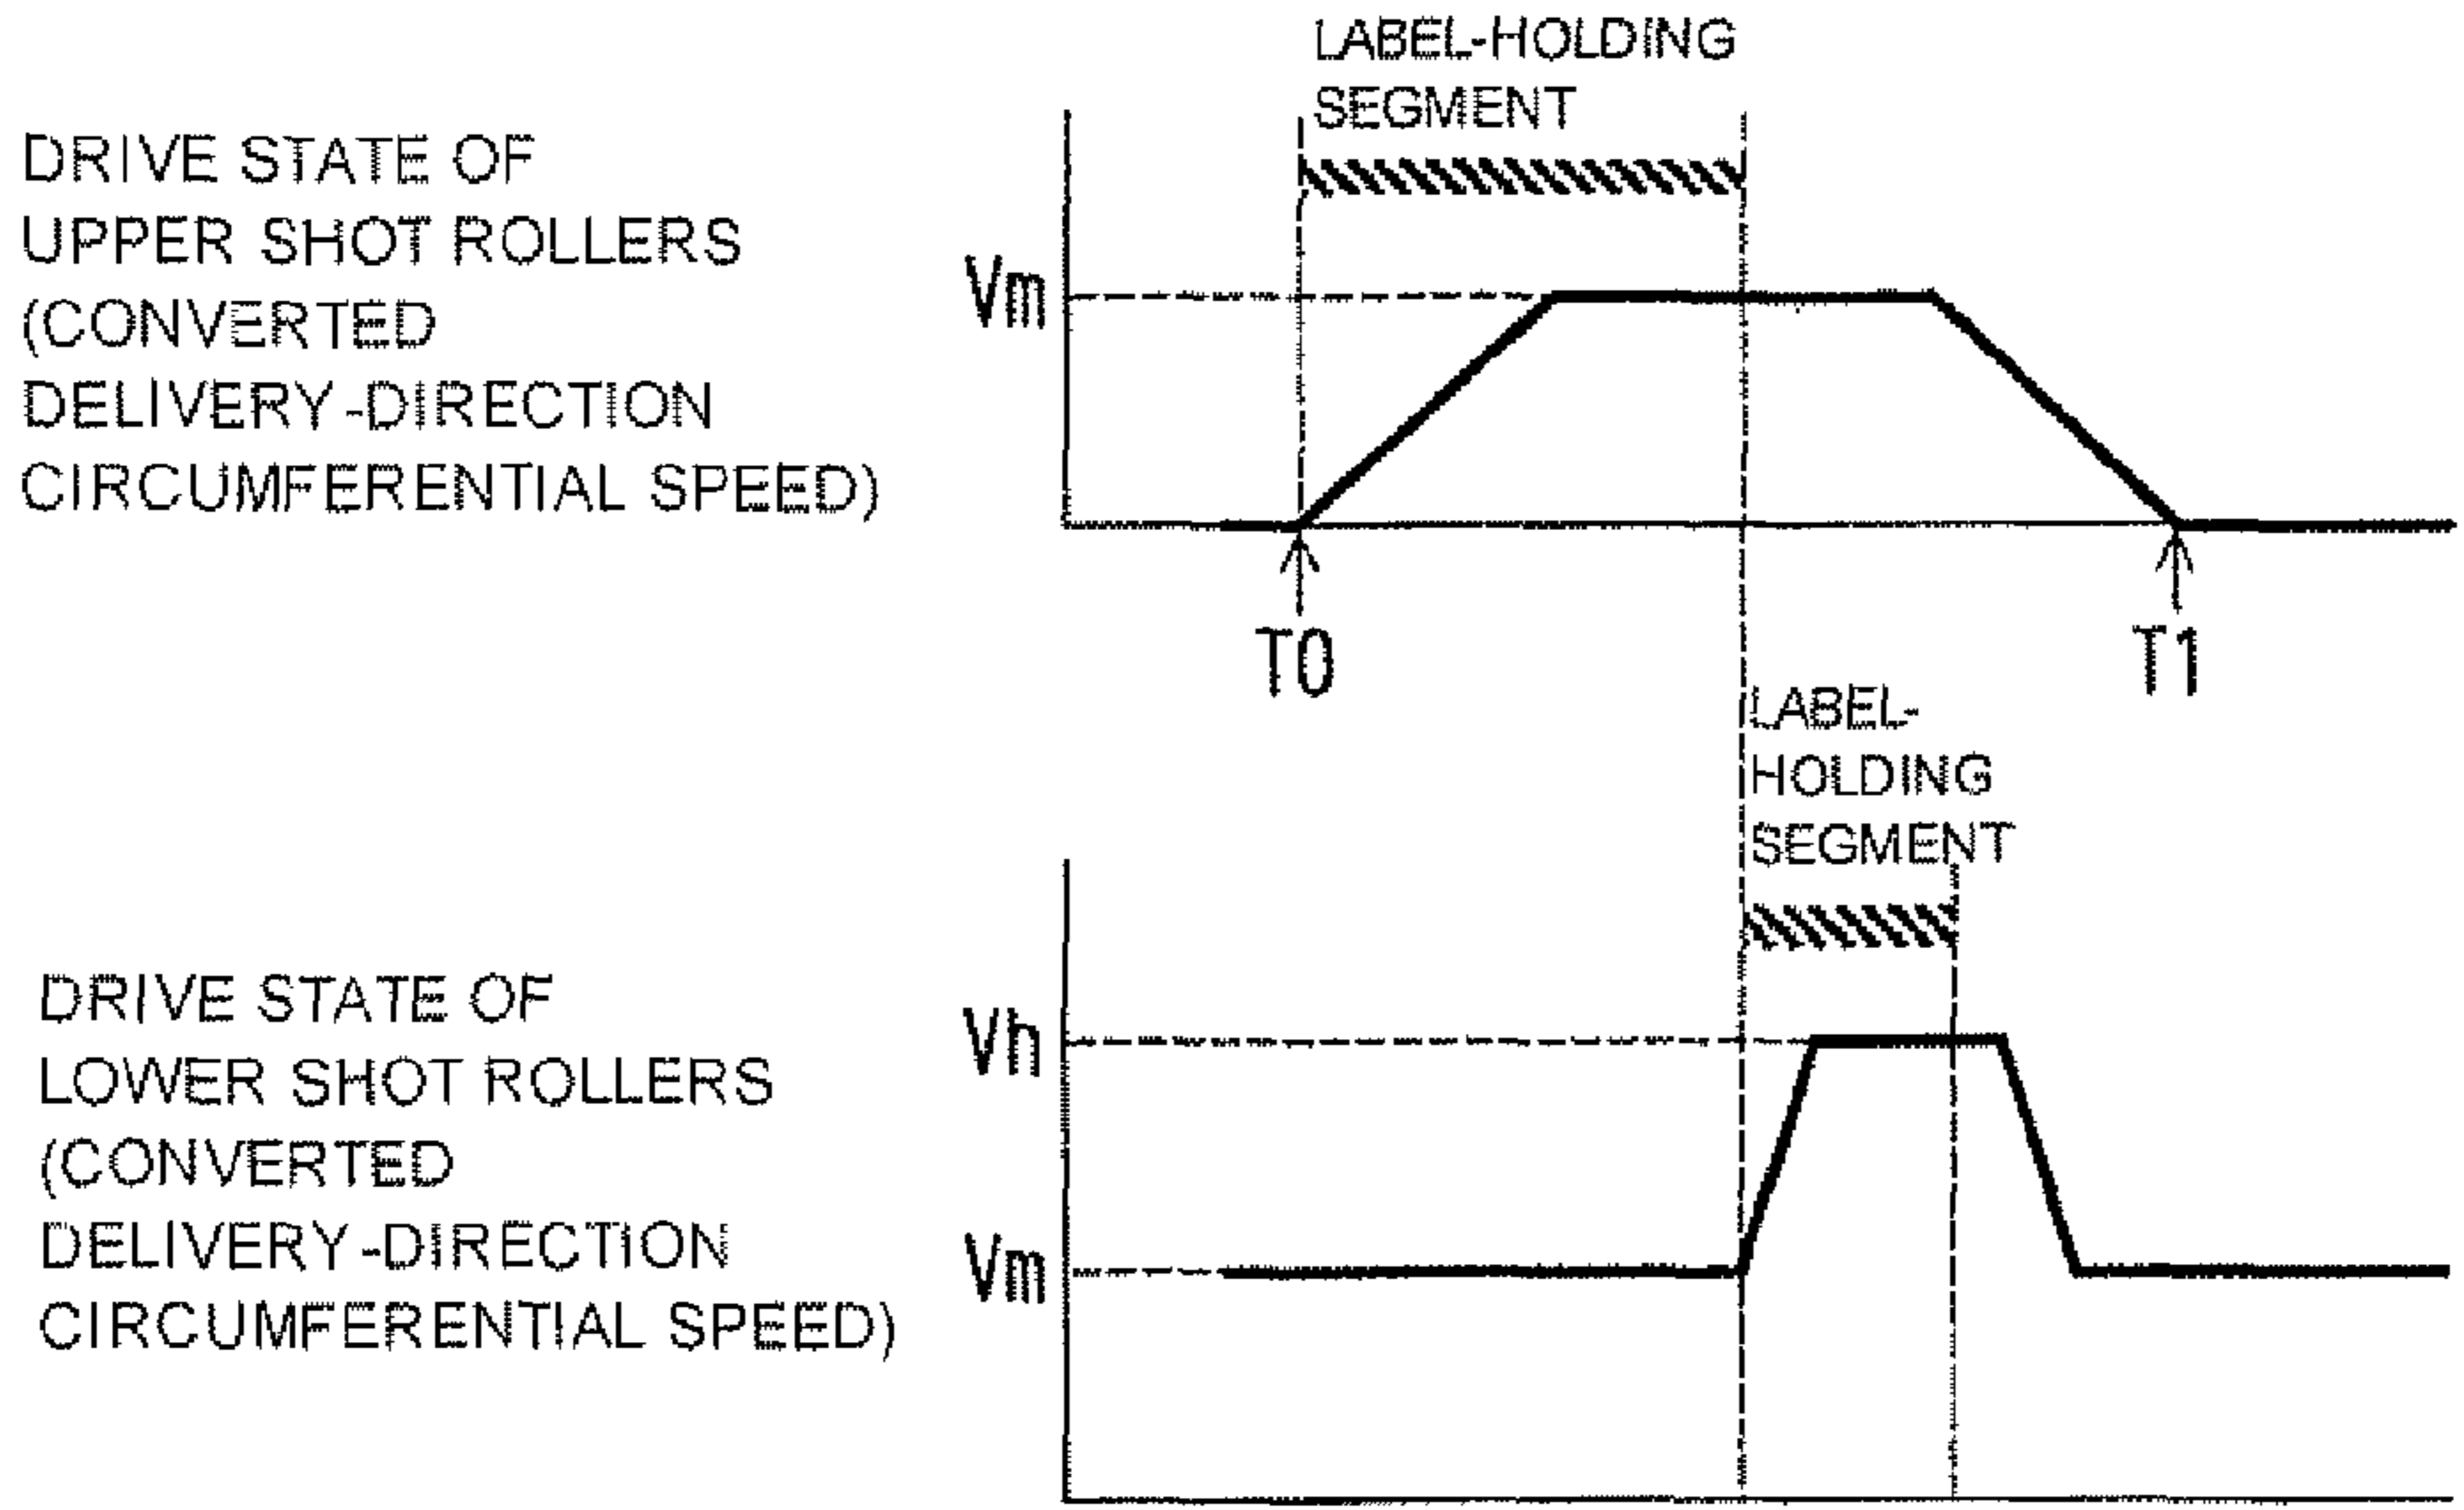 LABEL-HOLDING
SEGMENT
DRIVE STATE OF
UPPER SHOT ROLLERS
(CONVERTED
DELIVERY-DIRECTION
CIRCUMFERENTIAL SPEED)
Vm
T0
T1
LABEL-
HOLDING
SEGMENT
DRIVE STATE OF
LOWER SHOT ROLLERS
(CONVERTED
DELIVERY-DIRECTION
CIRCUMFERENTIAL SPEED)
Vh
Vm